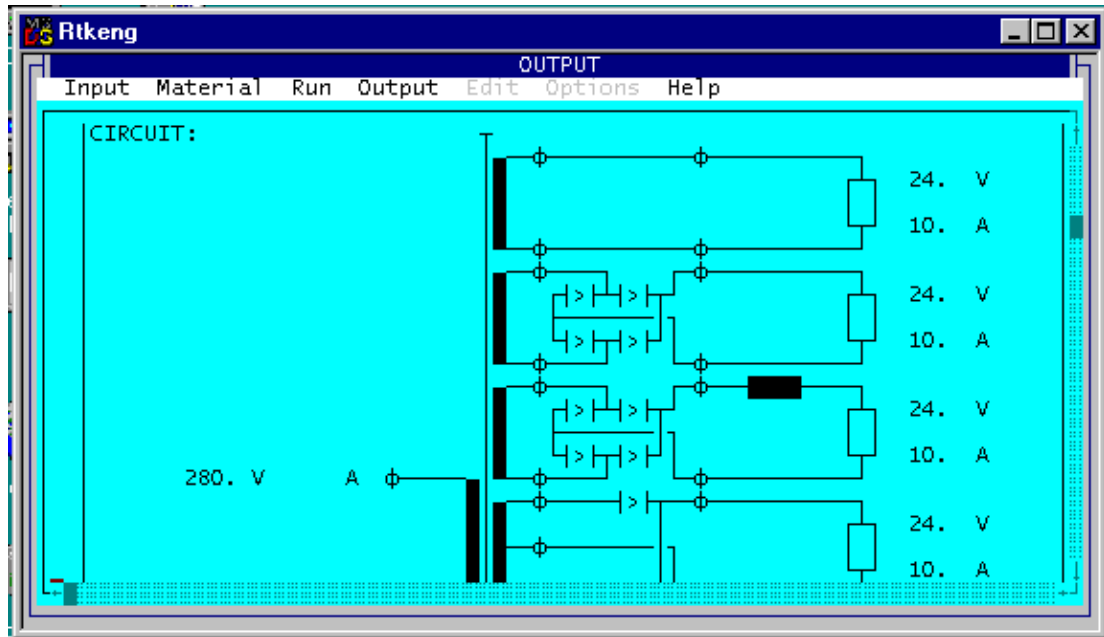 Rtkeng
OUTPUT
Input Material Run Output Edit Options Help
CIRCUIT:
24. V
10. A
24. V
10. A
24. V
10. A
280. V A
24. V
10. A